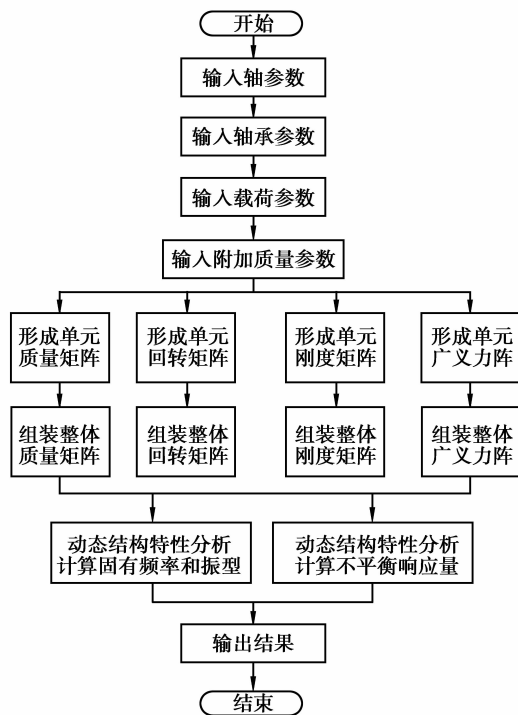 开始
输入轴参数
输入轴承参数
输入载荷参数
输入附加质量参数
形成单元
质量矩阵
形成单元
回转矩阵
形成单元
刚度矩阵
形成单元
广义力阵
组装整体
质量矩阵
组装整体
回转矩阵
组装整体
刚度矩阵
组装整体
广义力阵
动态结构特性分析
计算固有频率和振型
动态结构特性分析
计算不平衡响应量
输出结果
结束